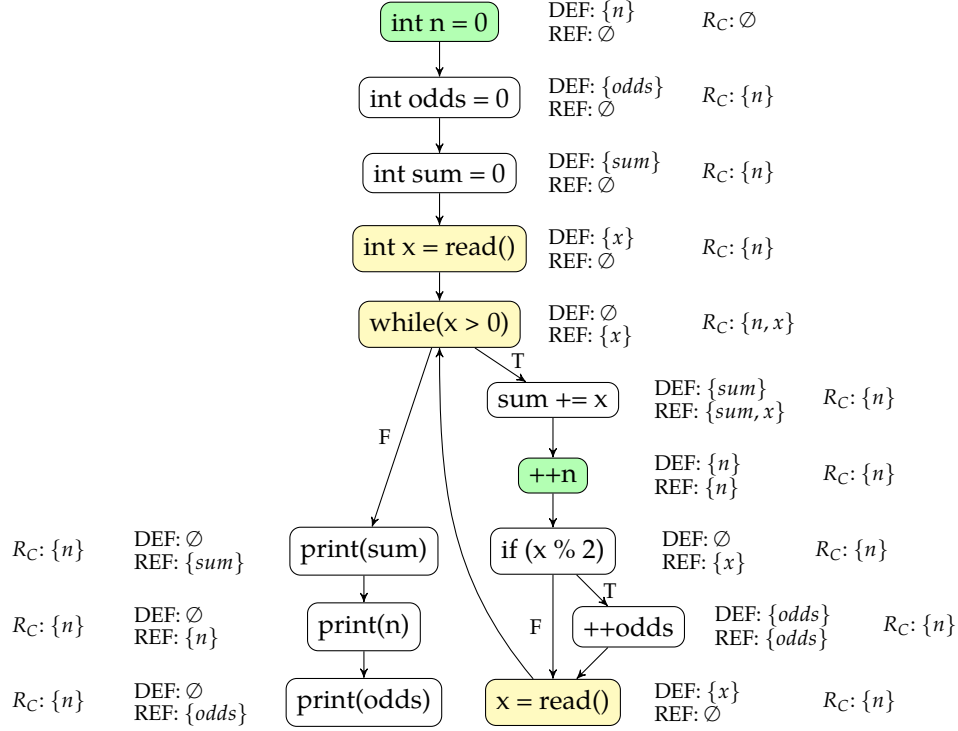 int n = 0 DEF: {n} R_C: ∅
REF: ∅
int odds = 0 DEF: {odds} R_C: {n}
REF: ∅
int sum = 0 DEF: {sum} R_C: {n}
REF: ∅
int x = read() DEF: {x} R_C: {n}
REF: ∅
while(x > 0) DEF: ∅ R_C: {n, x}
REF: {x}
T
sum += x DEF: {sum} R_C: {n}
REF: {sum, x}
F
++n DEF: {n} R_C: {n}
REF: {n}
R_C: {n} DEF: ∅ print(sum)
REF: {sum}
if (x % 2) DEF: ∅ R_C: {n}
REF: {x}
T
R_C: {n} DEF: ∅ print(n)
REF: {n}
F
++odds DEF: {odds} R_C: {n}
REF: {odds}
R_C: {n} DEF: ∅ print(odds)
REF: {odds}
x = read() DEF: {x} R_C: {n}
REF: ∅